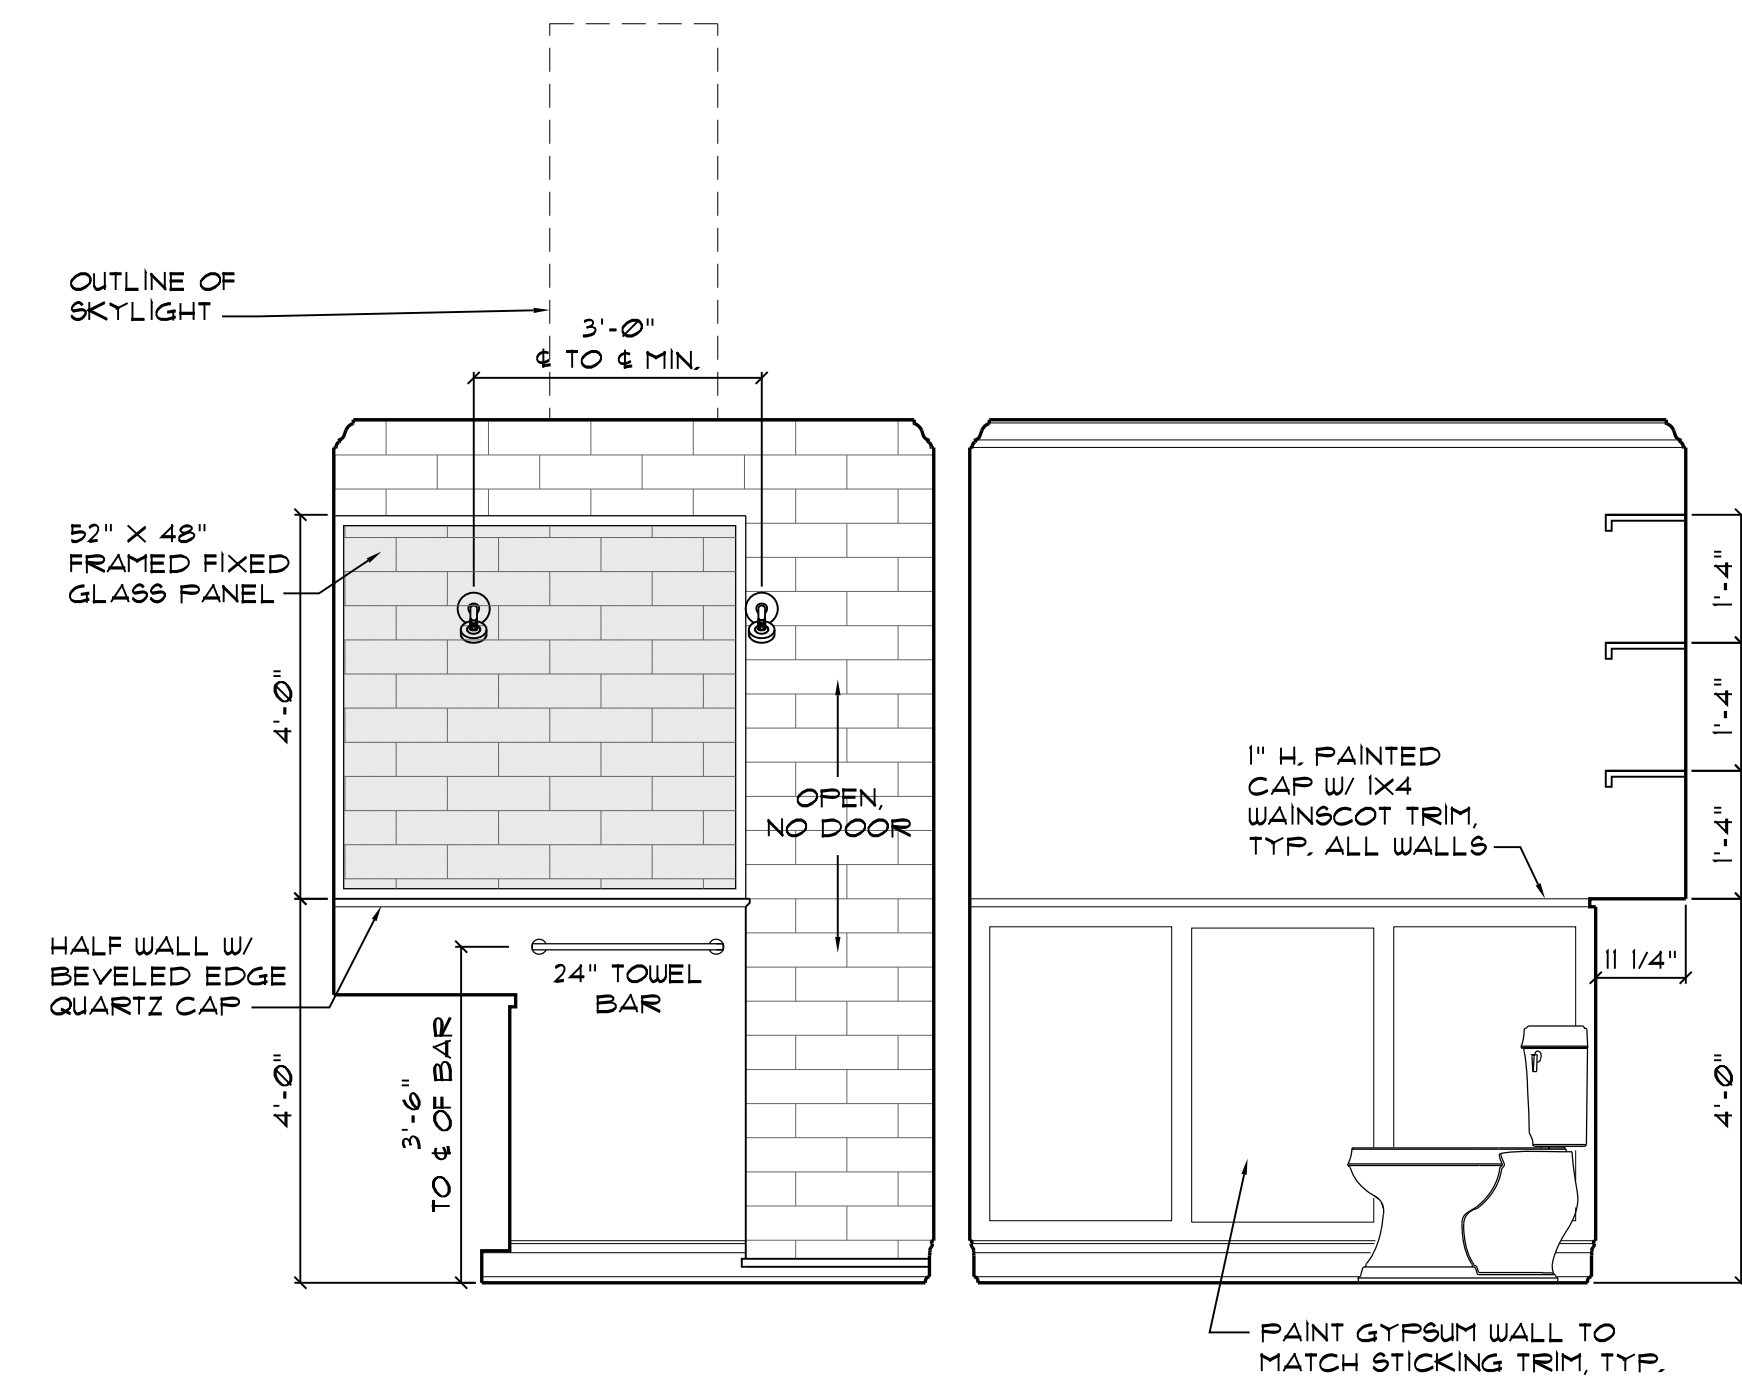 OUTLINE OF
SKYLIGHT
3'-0"
℄ TO ℄ MIN.
52" X 48"
FRAMED FIXED
GLASS PANEL
4'-0"
OPEN,
NO DOOR
HALF WALL W/
BEVELED EDGE
QUARTZ CAP
24" TOWEL
BAR
4'-0"
3'-6"
TO ℄ OF BAR
1'-4"
1'-4"
1'-4"
1" H. PAINTED
CAP W/ 1X4
WAINSCOT TRIM,
TYP. ALL WALLS
11 1/4"
4'-0"
PAINT GYPSUM WALL TO
MATCH STICKING TRIM, TYP.